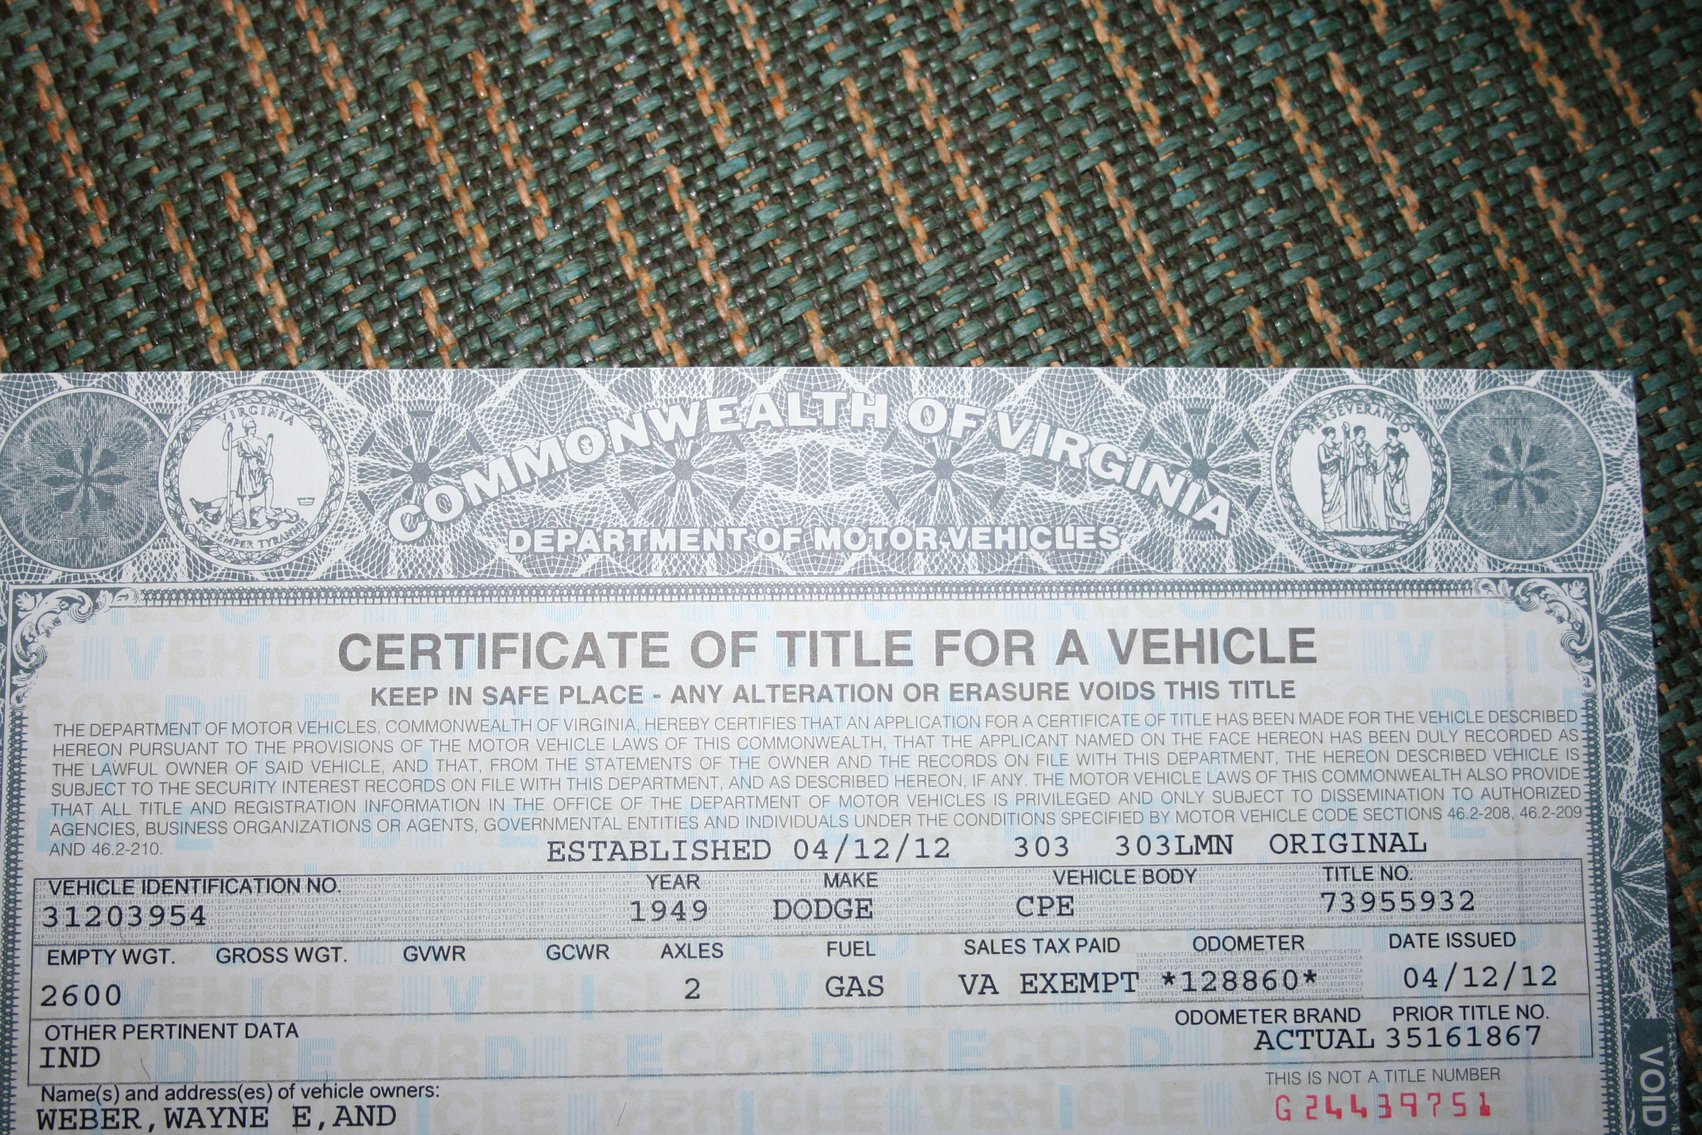 COMMONWEALTH OF VIRGINIA
VIRGINIA
SIC SEMPER TYRANNIS
PERSEVERANDO
DEPARTMENT OF MOTOR VEHICLES
CERTIFICATE OF TITLE FOR A VEHICLE
KEEP IN SAFE PLACE - ANY ALTERATION OR ERASURE VOIDS THIS TITLE
THE DEPARTMENT OF MOTOR VEHICLES, COMMONWEALTH OF VIRGINIA, HEREBY CERTIFIES THAT AN APPLICATION FOR A CERTIFICATE OF TITLE HAS BEEN MADE FOR THE VEHICLE DESCRIBED
HEREON PURSUANT TO THE PROVISIONS OF THE MOTOR VEHICLE LAWS OF THIS COMMONWEALTH, THAT THE APPLICANT NAMED ON THE FACE HEREON HAS BEEN DULY RECORDED AS
THE LAWFUL OWNER OF SAID VEHICLE, AND THAT, FROM THE STATEMENTS OF THE OWNER AND THE RECORDS ON FILE WITH THIS DEPARTMENT, THE HEREON DESCRIBED VEHICLE IS
SUBJECT TO THE SECURITY INTEREST RECORDS ON FILE WITH THIS DEPARTMENT, AND AS DESCRIBED HEREON, IF ANY. THE MOTOR VEHICLE LAWS OF THIS COMMONWEALTH ALSO PROVIDE
THAT ALL TITLE AND REGISTRATION INFORMATION IN THE OFFICE OF THE DEPARTMENT OF MOTOR VEHICLES IS PRIVILEGED AND ONLY SUBJECT TO DISSEMINATION TO AUTHORIZED
AGENCIES, BUSINESS ORGANIZATIONS OR AGENTS, GOVERNMENTAL ENTITIES AND INDIVIDUALS UNDER THE CONDITIONS SPECIFIED BY MOTOR VEHICLE CODE SECTIONS 46.2-208, 46.2-209
AND 46.2-210.
ESTABLISHED 04/12/12 303 303LMN ORIGINAL
VEHICLE IDENTIFICATION NO. YEAR MAKE VEHICLE BODY TITLE NO.
31203954 1949 DODGE CPE 73955932
EMPTY WGT. GROSS WGT. GVWR GCWR AXLES FUEL SALES TAX PAID ODOMETER DATE ISSUED
2600 2 GAS VA EXEMPT *128860* 04/12/12
OTHER PERTINENT DATA ODOMETER BRAND PRIOR TITLE NO.
IND ACTUAL 35161867
THIS IS NOT A TITLE NUMBER
Name(s) and address(es) of vehicle owners:
WEBER,WAYNE E,AND
G24439751
VOID